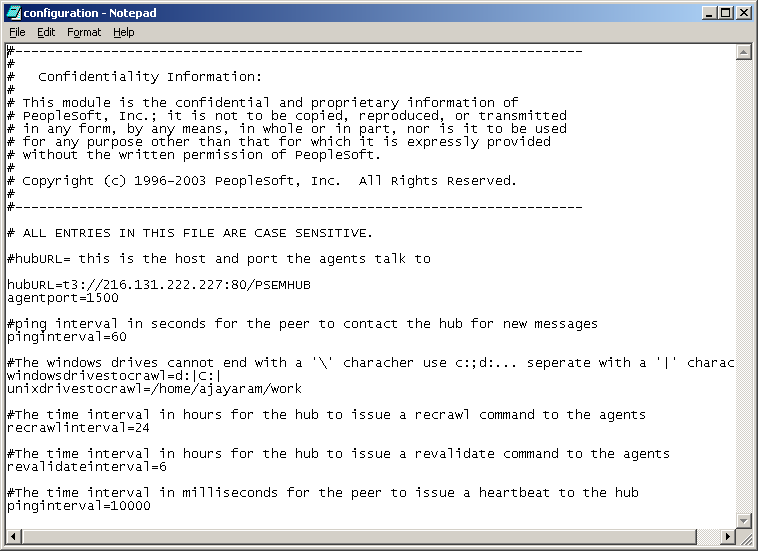 configuration - Notepad
File Edit Format Help
#-----------------------------------------------------------------------
#
#   Confidentiality Information:
#
# This module is the confidential and proprietary information of
# PeopleSoft, Inc.; it is not to be copied, reproduced, or transmitted
# in any form, by any means, in whole or in part, nor is it to be used
# for any purpose other than that for which it is expressly provided
# without the written permission of PeopleSoft.
#
# Copyright (c) 1996-2003 PeopleSoft, Inc.  All Rights Reserved.
#
#-----------------------------------------------------------------------
# ALL ENTRIES IN THIS FILE ARE CASE SENSITIVE.
#hubURL= this is the host and port the agents talk to
hubURL=t3://216.131.222.227:80/PSEMHUB
agentport=1500
#ping interval in seconds for the peer to contact the hub for new messages
pinginterval=60
#The windows drives cannot end with a '\' characher use c:;d:... seperate with a '|' charac
windowsdrivestocrawl=d:|C:|
unixdrivestocrawl=/home/ajayaram/work
#The time interval in hours for the hub to issue a recrawl command to the agents
recrawlinterval=24
#The time interval in hours for the hub to issue a revalidate command to the agents
revalidateinterval=6
#The time interval in milliseconds for the peer to issue a heartbeat to the hub
pinginterval=10000